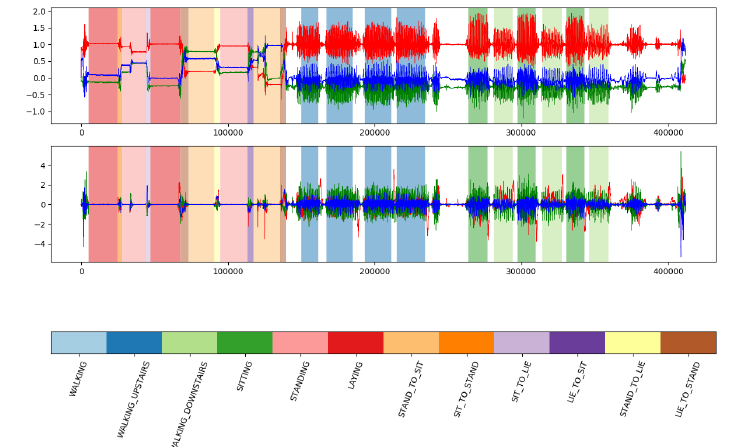 2.0
1.5
1.0
0.5
0.0
−0.5
−1.0
0
100000
200000
300000
400000
4
2
0
−2
−4
0
100000
200000
300000
400000
WALKING
WALKING_UPSTAIRS
ALKING_DOWNSTAIRS
SITTING
STANDING
LAYING
STAND_TO_SIT
SIT_TO_STAND
SIT_TO_LIE
LIE_TO_SIT
STAND_TO_LIE
LIE_TO_STAND